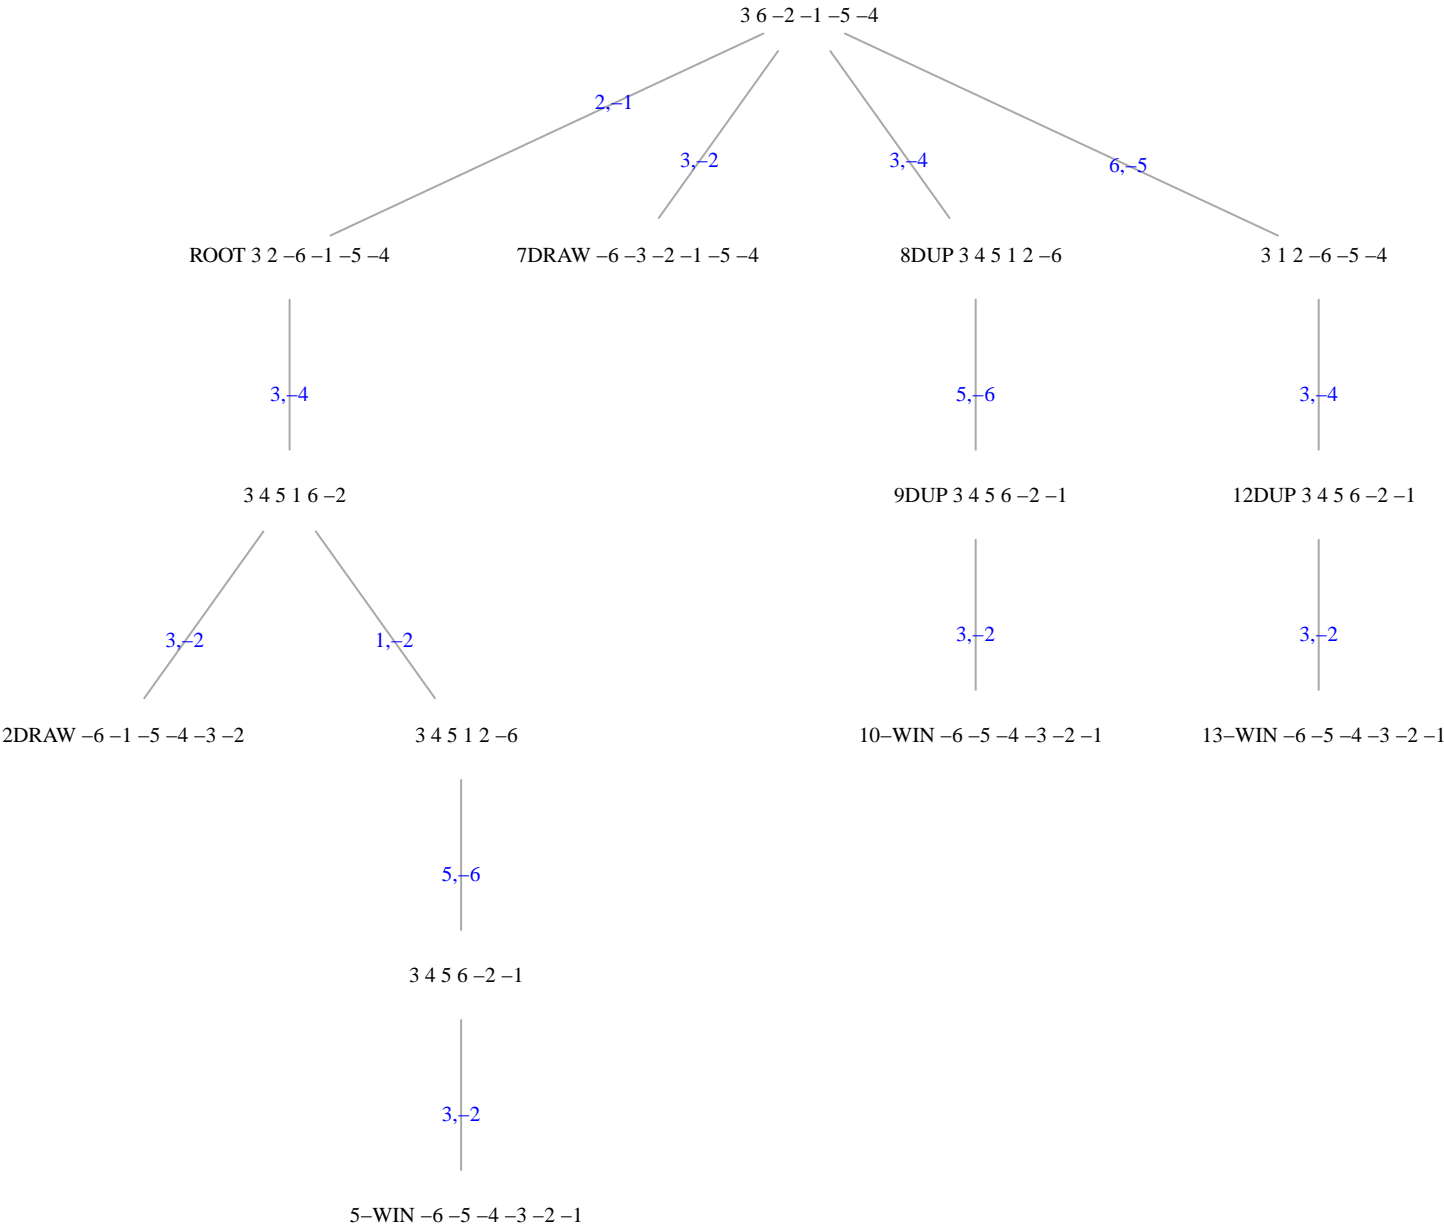 3 6 –2 –1 –5 –4
2,–1
3,–2
3,–4
6,–5
ROOT 3 2 –6 –1 –5 –4
7DRAW –6 –3 –2 –1 –5 –4
8DUP 3 4 5 1 2 –6
3 1 2 –6 –5 –4
3,–4
5,–6
3,–4
3 4 5 1 6 –2
9DUP 3 4 5 6 –2 –1
12DUP 3 4 5 6 –2 –1
3,–2
1,–2
3,–2
3,–2
2DRAW –6 –1 –5 –4 –3 –2
3 4 5 1 2 –6
10–WIN –6 –5 –4 –3 –2 –1
13–WIN –6 –5 –4 –3 –2 –1
5,–6
3 4 5 6 –2 –1
3,–2
5–WIN –6 –5 –4 –3 –2 –1